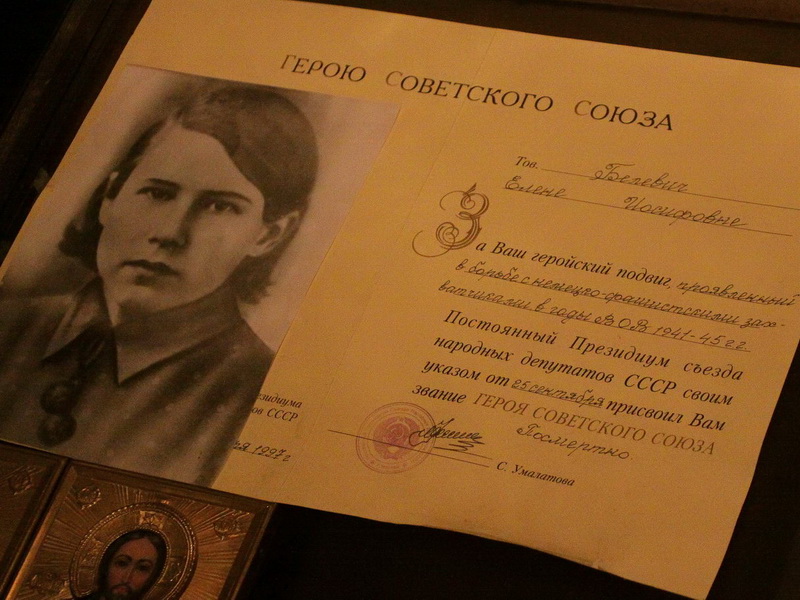 ГЕРОЮ СОВЕТСКОГО СОЮЗА
Тов. Белевич
Елене Иосифовне
За Ваш геройский подвиг, проявленный
в борьбе с немецко-фашистскими зах-
ватчиками в годы ВОВ 1941-45 г.г.
Постоянный Президиум съезда
народных депутатов СССР своим
указом от 25 сентября присвоил Вам
звание ГЕРОЯ СОВЕТСКОГО СОЮЗА
Посмертно.
С. Умалатова
езидиума
ов СССР
ря 1997 г